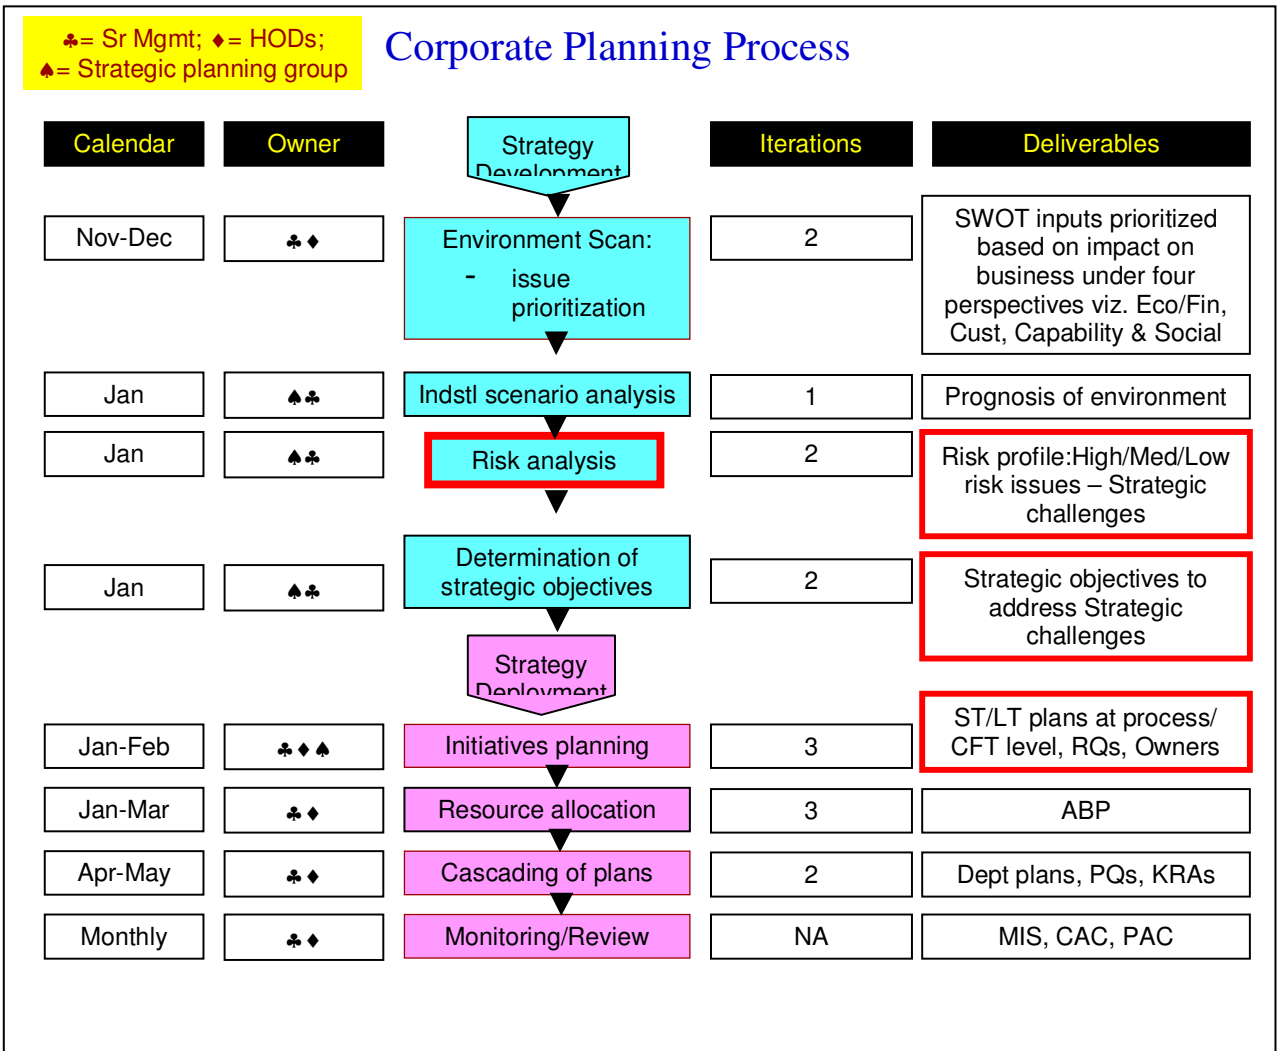 ♣= Sr Mgmt; ♦= HODs;
♠= Strategic planning group
Corporate Planning Process
Calendar
Owner
Strategy
Development
Iterations
Deliverables
Nov-Dec
♣♦
Environment Scan:
- issue
prioritization
2
SWOT inputs prioritized
based on impact on
business under four
perspectives viz. Eco/Fin,
Cust, Capability & Social
Jan
♠♣
Indstl scenario analysis
1
Prognosis of environment
Jan
♠♣
Risk analysis
2
Risk profile:High/Med/Low
risk issues – Strategic
challenges
Jan
♠♣
Determination of
strategic objectives
2
Strategic objectives to
address Strategic
challenges
Strategy
Deployment
Jan-Feb
♣♦♠
Initiatives planning
3
ST/LT plans at process/
CFT level, RQs, Owners
Jan-Mar
♣♦
Resource allocation
3
ABP
Apr-May
♣♦
Cascading of plans
2
Dept plans, PQs, KRAs
Monthly
♣♦
Monitoring/Review
NA
MIS, CAC, PAC